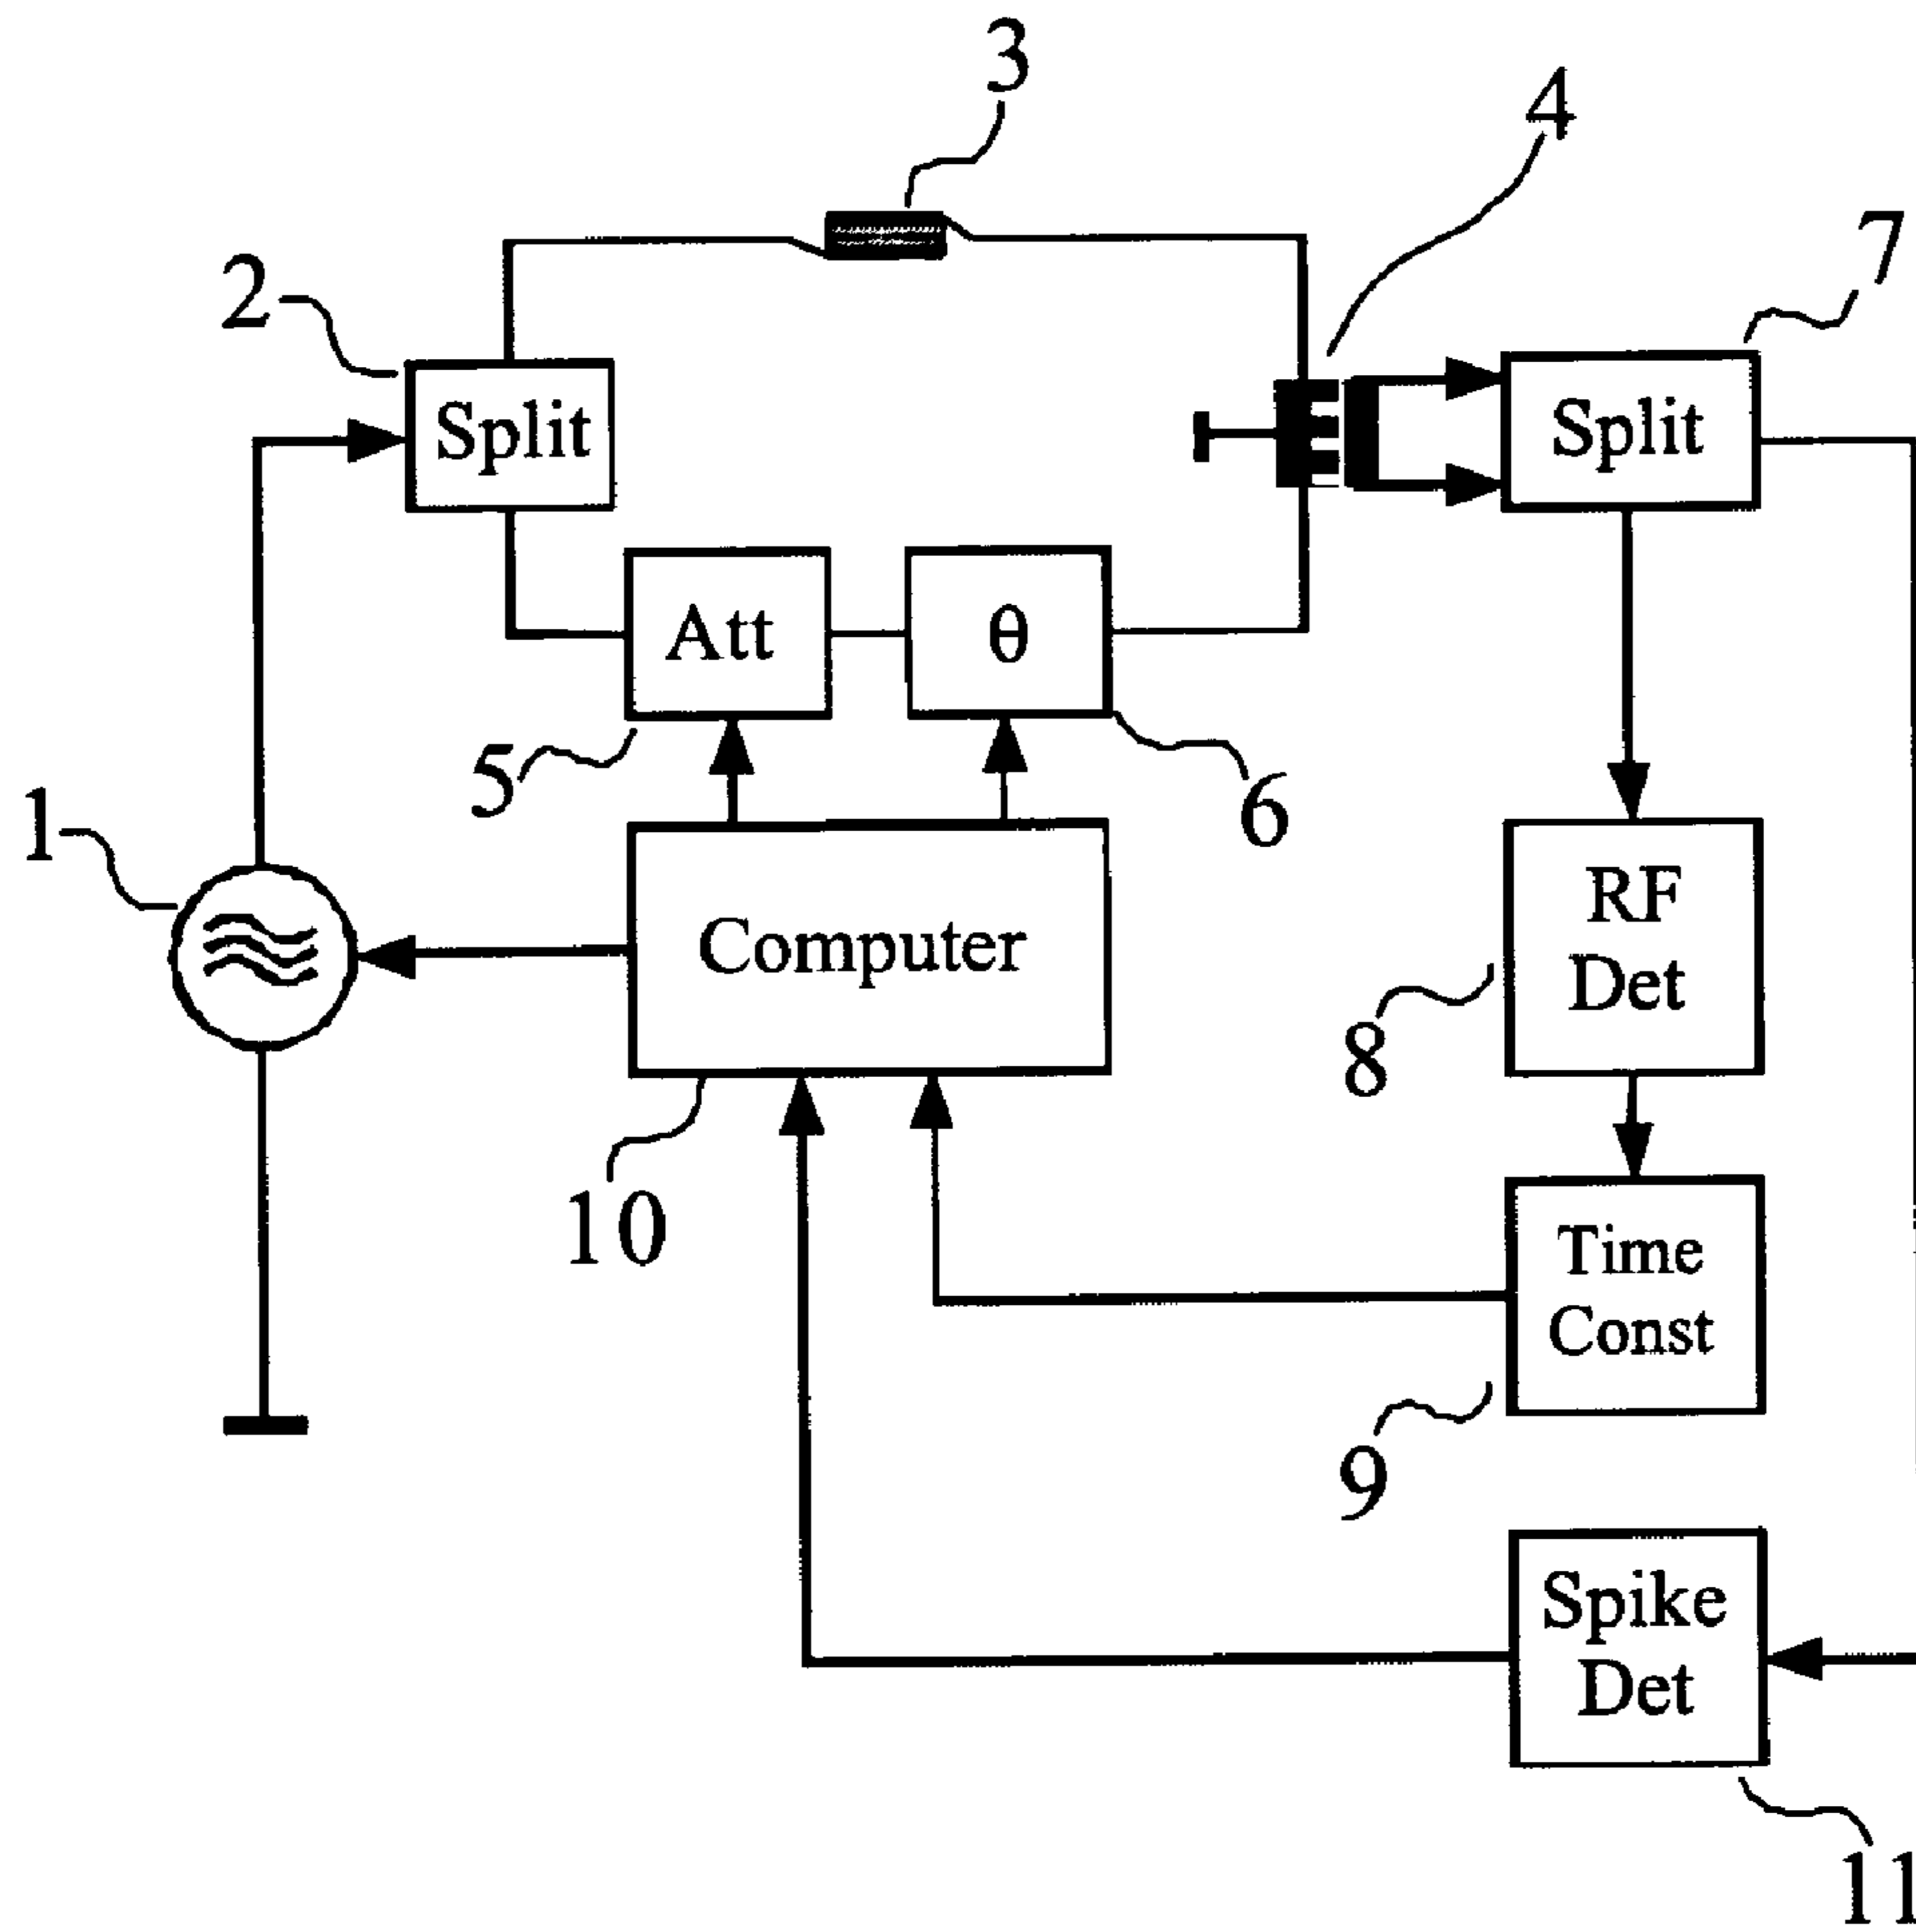 3
4
7
2
Split
Split
Att
θ
5
6
1
RF
Det
Computer
8
10
Time
Const
9
Spike
Det
11